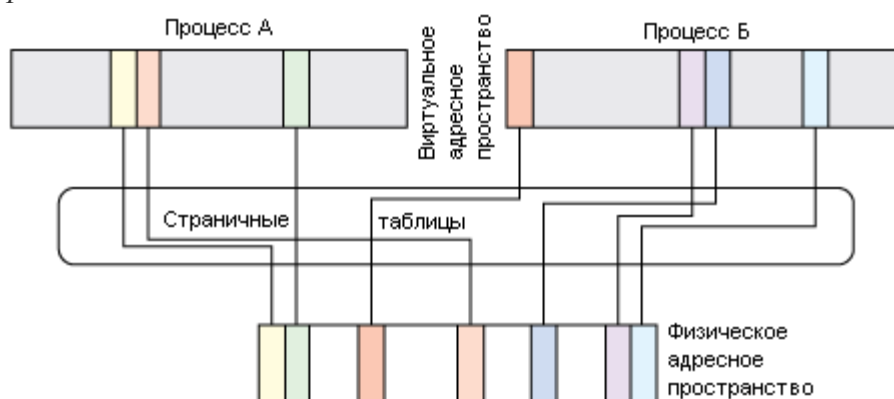 Процесс А
Виртуальное
адресное
пространство
Процесс Б
Страничные таблицы
Физическое
адресное
пространство